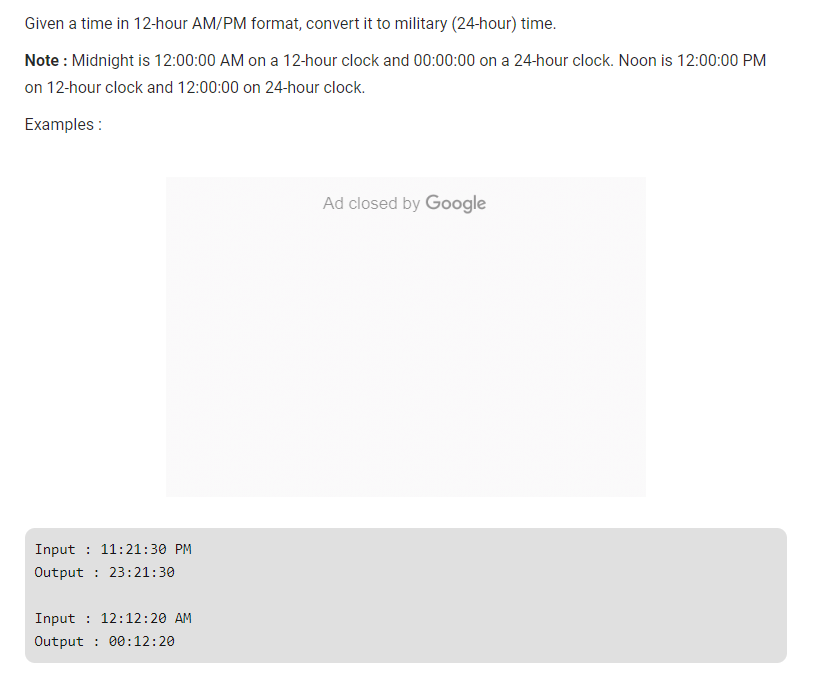 Given a time in 12-hour AM/PM format, convert it to military (24-hour) time.
Note : Midnight is 12:00:00 AM on a 12-hour clock and 00:00:00 on a 24-hour clock. Noon is 12:00:00 PM
on 12-hour clock and 12:00:00 on 24-hour clock.
Examples :
Ad closed by Google
Input : 11:21:30 PM
Output : 23:21:30
Input : 12:12:20 AM
Output : 00:12:20